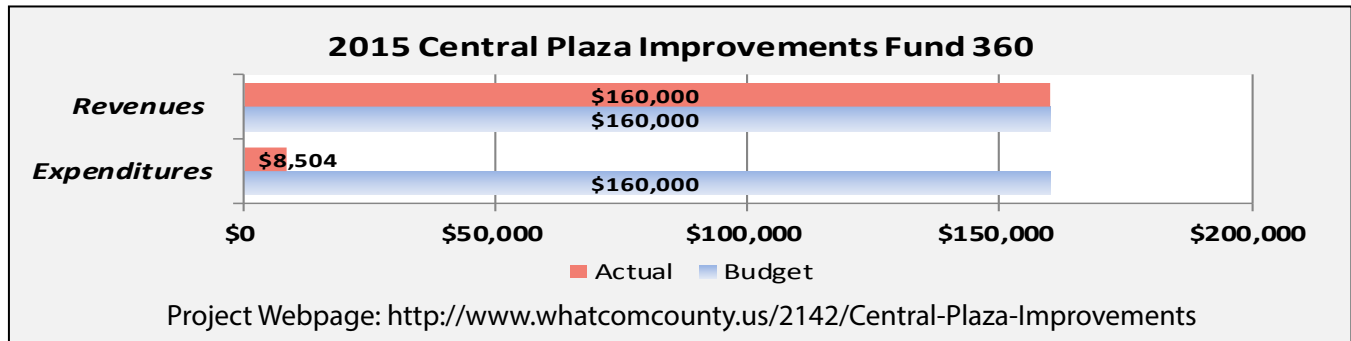 2015 Central Plaza Improvements Fund 360
Revenues
$160,000
$160,000
Expenditures
$8,504
$160,000
$0 $50,000 $100,000 $150,000 $200,000
Actual Budget
Project Webpage: http://www.whatcomcounty.us/2142/Central-Plaza-Improvements